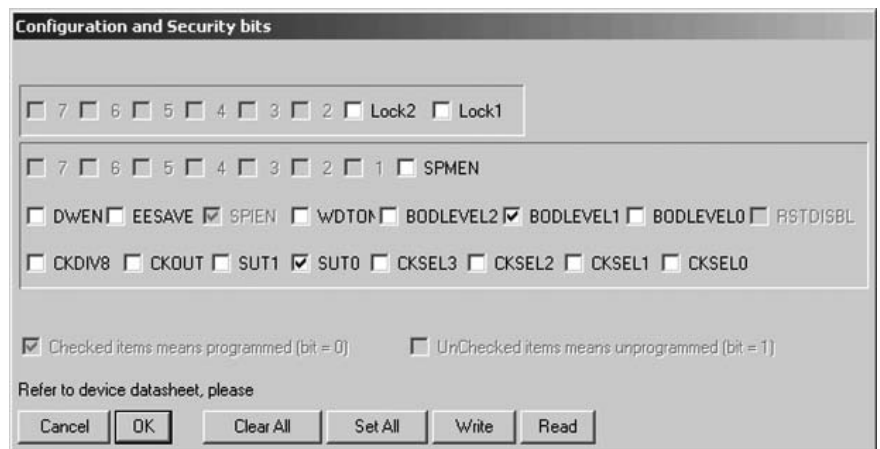 Configuration and Security bits
7 6 5 4 3 2 Lock2 Lock1
7 6 5 4 3 2 1 SPMEN
DWEN EESAVE SPIEN WDTON BODLEVEL2 BODLEVEL1 BODLEVEL0 RSTDISBL
CKDIV8 CKOUT SUT1 SUT0 CKSEL3 CKSEL2 CKSEL1 CKSEL0
Checked items means programmed (bit = 0) UnChecked items means unprogrammed (bit = 1)
Refer to device datasheet, please
Cancel OK Clear All Set All Write Read